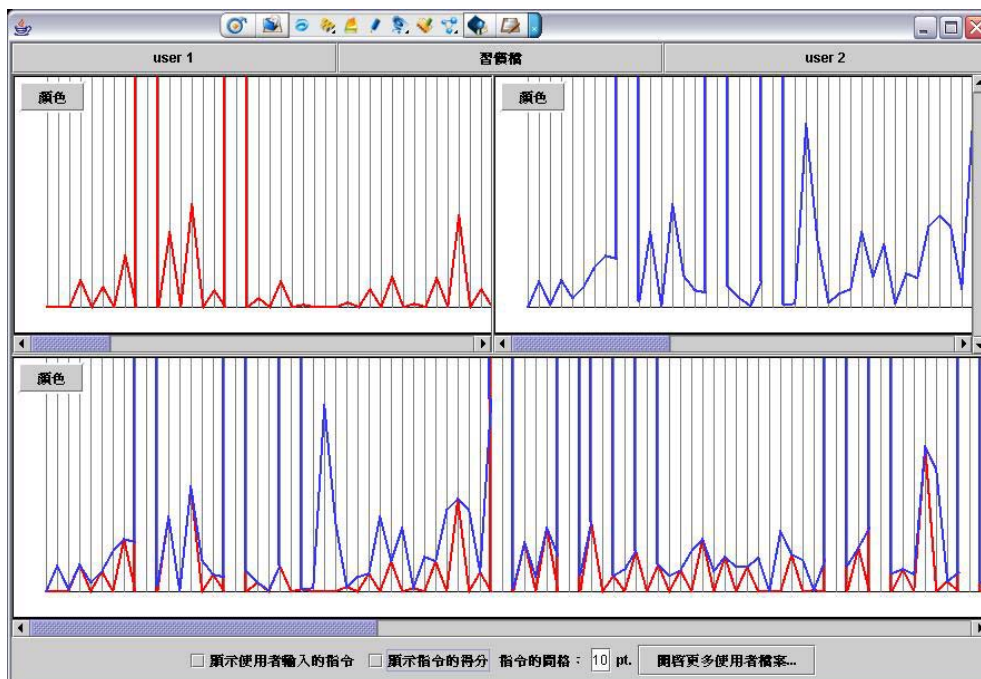 user 1
習慣檔
user 2
顏色
顏色
顏色
顯示使用者輸入的指令
顯示指令的得分
指令的間格：
10
pt.
開啓更多使用者檔案...